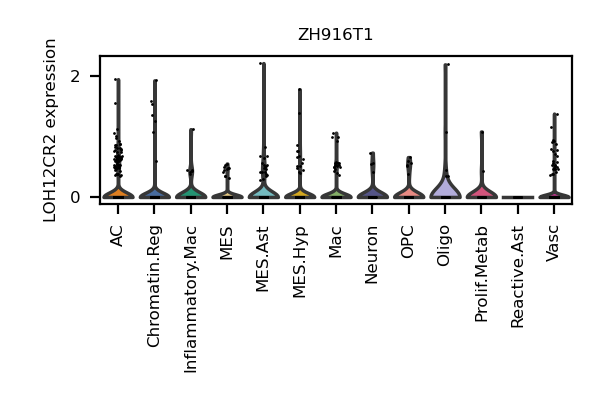 ZH916T1
LOH12CR2 expression
2
0
AC
Chromatin.Reg
Inflammatory.Mac
MES
MES.Ast
MES.Hyp
Mac
Neuron
OPC
Oligo
Prolif.Metab
Reactive.Ast
Vasc